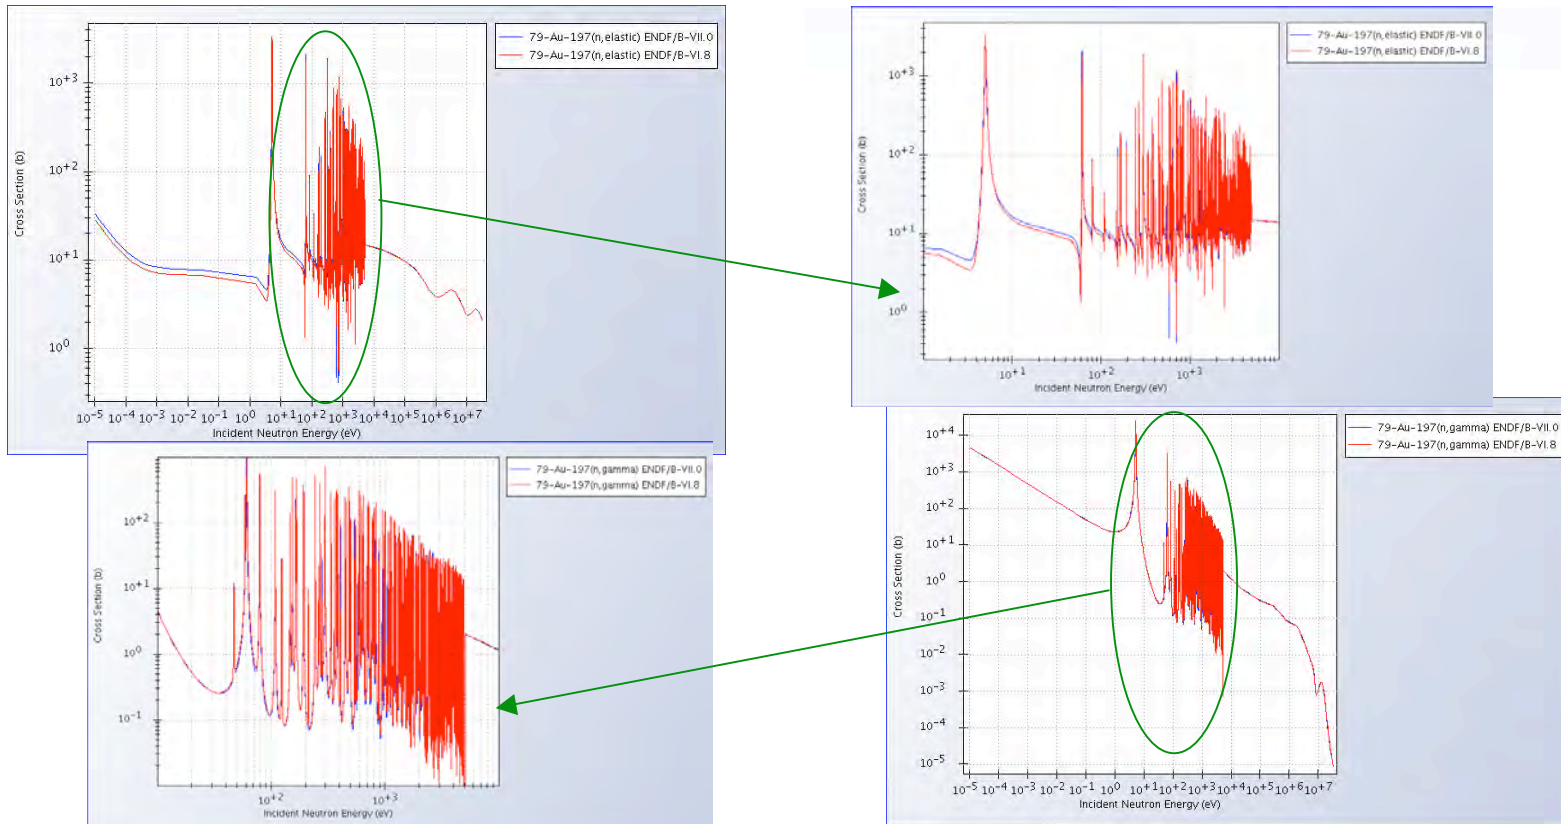 79-Au-197(n,elastic) ENDF/B-VII.0
79-Au-197(n,elastic) ENDF/B-VI.8
Cross Section (b)
10+3
10+2
10+1
10^0
10-5 10-4 10-3 10-2 10-1 10^0 10+1 10+2 10+3 10+4 10+5 10+6 10+7
Incident Neutron Energy (eV)
79-Au-197(n,elastic) ENDF/B-VII.0
79-Au-197(n,elastic) ENDF/B-VI.8
Cross Section (b)
10+3
10+2
10+1
10^0
10+1 10+2 10+3
Incident Neutron Energy (eV)
79-Au-197(n,gamma) ENDF/B-VII.0
79-Au-197(n,gamma) ENDF/B-VI.8
Cross Section (b)
10+2
10+1
10^0
10-1
10+2 10+3
Incident Neutron Energy (eV)
79-Au-197(n,gamma) ENDF/B-VII.0
79-Au-197(n,gamma) ENDF/B-VI.8
Cross Section (b)
10+4
10+3
10+2
10+1
10^0
10-1
10-2
10-3
10-4
10-5
10-5 10-4 10-3 10-2 10-1 10^0 10+1 10+2 10+3 10+4 10+5 10+6 10+7
Incident Neutron Energy (eV)